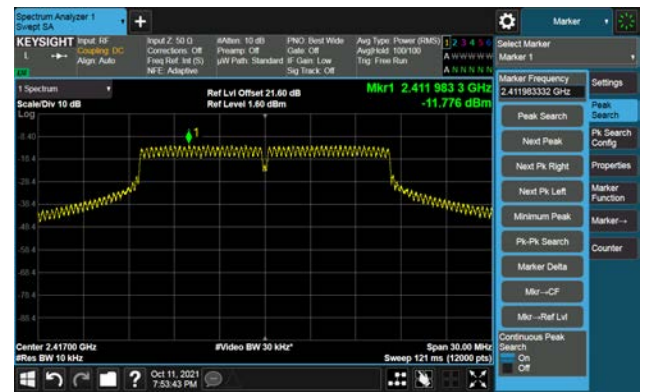 Spectrum Analyzer 1
Swept SA
Marker
KEYSIGHT
Input: RF
Coupling: DC
Align: Auto
Input Z: 50 Ω
Corrections: Off
Freq Ref: Int (S)
NFE: Adaptive
#Atten: 10 dB
Preamp: Off
µW Path: Standard
PNO: Best Wide
Gate: Off
IF Gain: Low
Sig Track: Off
Avg Type: Power (RMS)
Avg|Hold: 100/100
Trig: Free Run
1 2 3 4 5 6
A W W W W W
A N N N N N
Select Marker
Marker 1
1 Spectrum
Scale/Div 10 dB
Log
Ref Lvl Offset 21.60 dB
Ref Level 1.60 dBm
Mkr1 2.411 983 3 GHz
-11.776 dBm
1
-8.40
-18.4
-28.4
-38.4
-48.4
-58.4
-68.4
-78.4
-88.4
Center 2.41700 GHz
#Res BW 10 kHz
#Video BW 30 kHz*
Span 30.00 MHz
Sweep 121 ms (12000 pts)
Marker Frequency
2.411983332 GHz
Peak Search
Next Peak
Next Pk Right
Next Pk Left
Minimum Peak
Pk-Pk Search
Marker Delta
Mkr→CF
Mkr→Ref Lvl
Continuous Peak
Search
On
Off
Settings
Peak
Search
Pk Search
Config
Properties
Marker
Function
Marker→
Counter
Oct 11, 2021
7:53:43 PM